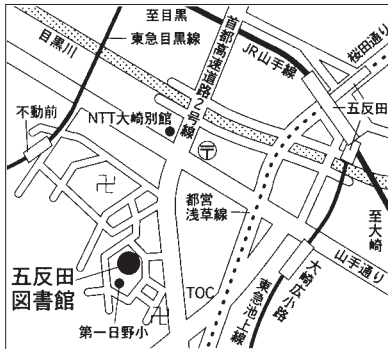 至目黒
東急目黒線
目黒川
首都高速道路2号線
JR山手線
桜田通り
不動前
NTT大崎別館
五反田
都営
浅草線
至大崎
山手通り
五反田
図書館
第一日野小
TOC
東急池上線
大崎広小路